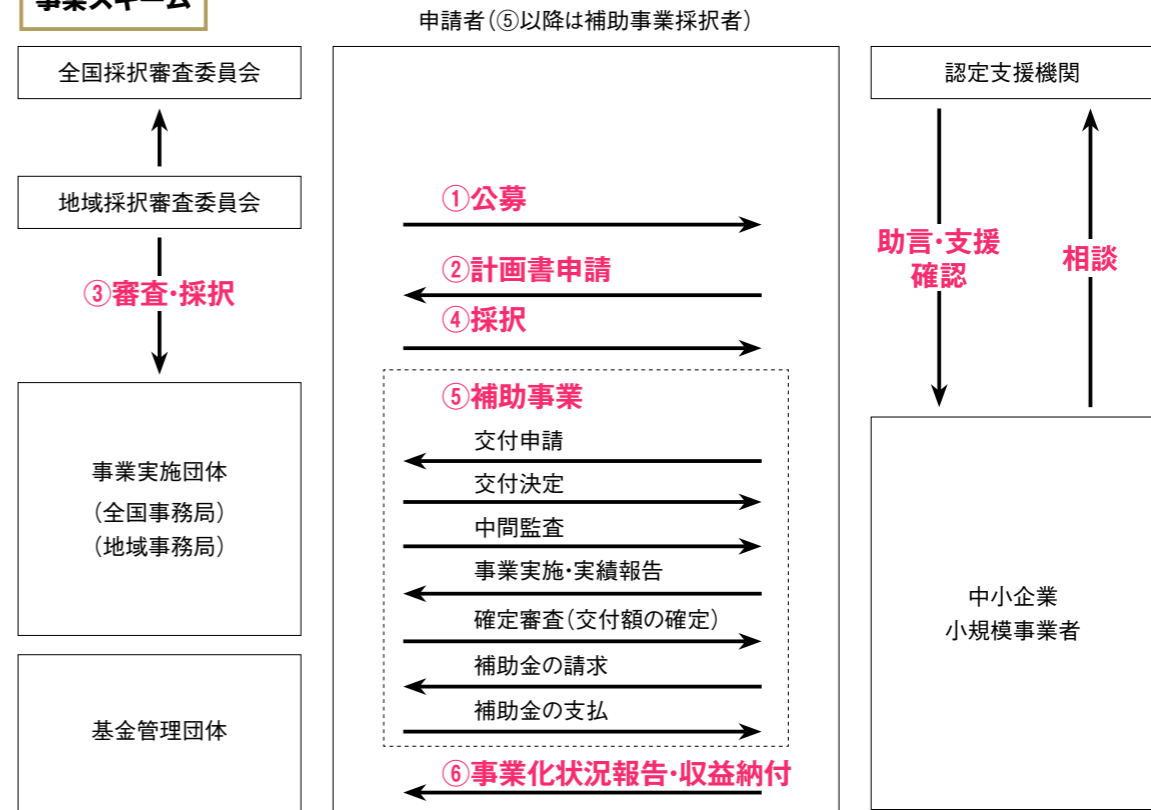 事業スキーム
申請者（⑤以降は補助事業採択者）
全国採択審査委員会
地域採択審査委員会
③審査・採択
事業実施団体
（全国事務局）
（地域事務局）
基金管理団体
①公募
②計画書申請
④採択
⑤補助事業
交付申請
交付決定
中間監査
事業実施・実績報告
確定審査（交付額の確定）
補助金の請求
補助金の支払
⑥事業化状況報告・収益納付
認定支援機関
助言・支援
確認
相談
中小企業
小規模事業者